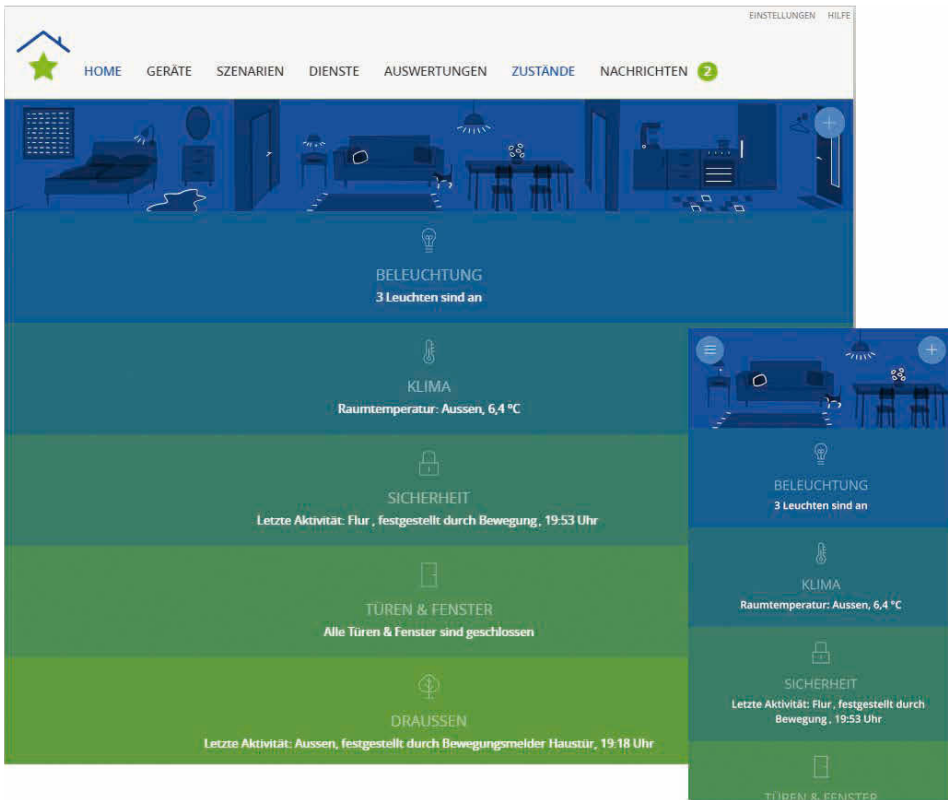 EINSTELLUNGEN HILFE
HOME GERÄTE SZENARIEN DIENSTE AUSWERTUNGEN ZUSTÄNDE NACHRICHTEN 2
BELEUCHTUNG
3 Leuchten sind an
KLIMA
Raumtemperatur: Aussen, 6,4 °C
SICHERHEIT
Letzte Aktivität: Flur , festgestellt durch Bewegung , 19:53 Uhr
TÜREN & FENSTER
Alle Türen & Fenster sind geschlossen
DRAUSSEN
Letzte Aktivität: Aussen, festgestellt durch Bewegungsmelder Haustür, 19:18 Uhr
BELEUCHTUNG
3 Leuchten sind an
KLIMA
Raumtemperatur: Aussen, 6,4 °C
SICHERHEIT
Letzte Aktivität: Flur , festgestellt durch
Bewegung , 19:53 Uhr
TÜREN & FENSTER